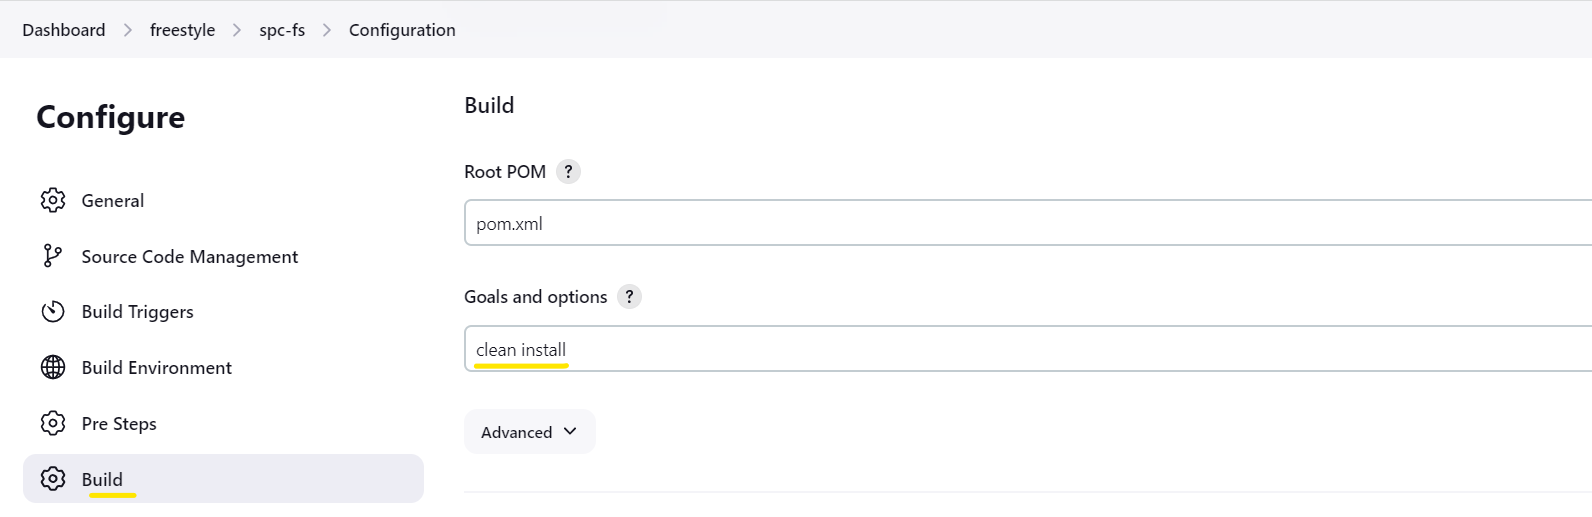 Dashboard > freestyle > spc-fs > Configuration
Configure
General
Source Code Management
Build Triggers
Build Environment
Pre Steps
Build
Build
Root POM ?
pom.xml
Goals and options ?
clean install
Advanced